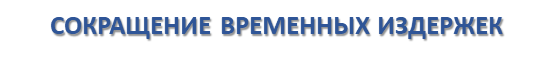 СОКРАЩЕНИЕ ВРЕМЕННЫХ ИЗДЕРЖЕК